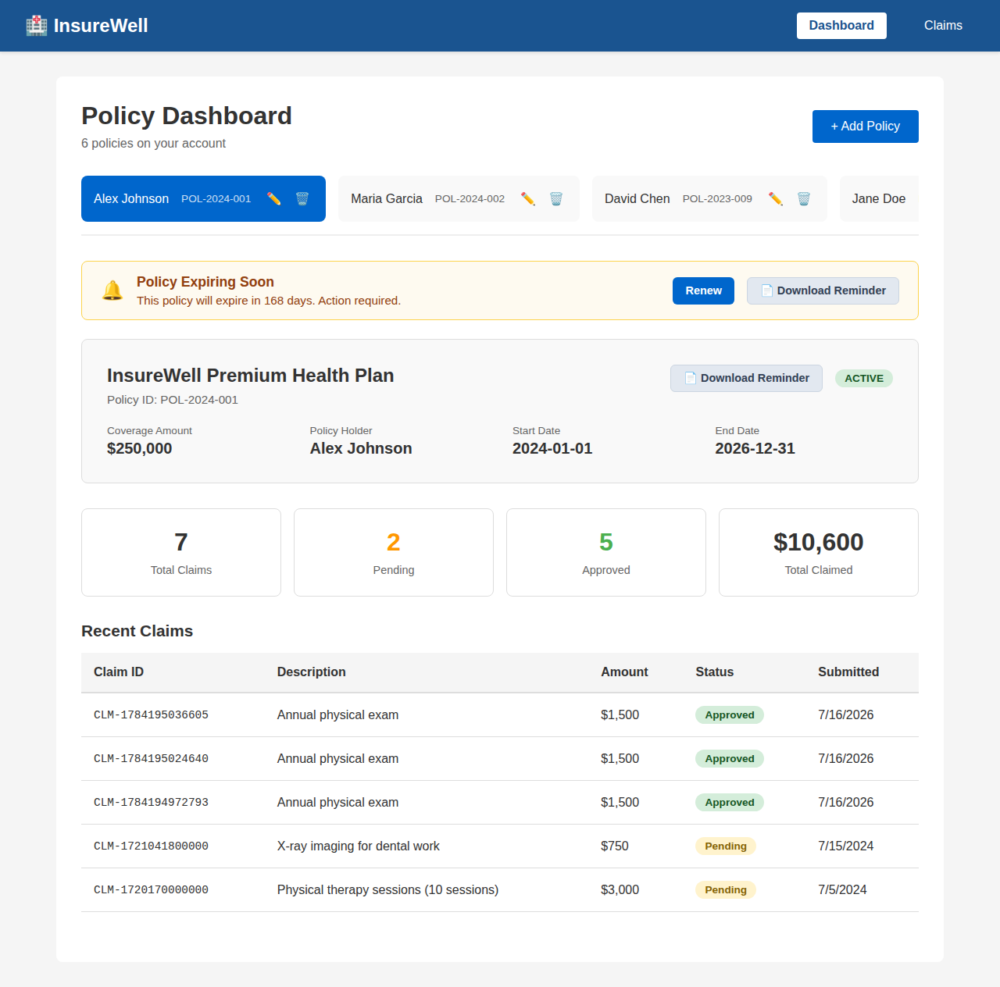 🏥 InsureWell
Dashboard
Claims
Policy Dashboard
6 policies on your account
+ Add Policy
Alex Johnson POL-2024-001
Maria Garcia POL-2024-002
David Chen POL-2023-009
Jane Doe
Policy Expiring Soon
This policy will expire in 168 days. Action required.
Renew
Download Reminder
InsureWell Premium Health Plan
Policy ID: POL-2024-001
Download Reminder
ACTIVE
Coverage Amount
$250,000
Policy Holder
Alex Johnson
Start Date
2024-01-01
End Date
2026-12-31
7
Total Claims
2
Pending
5
Approved
$10,600
Total Claimed
Recent Claims
Claim ID Description Amount Status Submitted
CLM-1784195036605 Annual physical exam $1,500 Approved 7/16/2026
CLM-1784195024640 Annual physical exam $1,500 Approved 7/16/2026
CLM-1784194972793 Annual physical exam $1,500 Approved 7/16/2026
CLM-1721041800000 X-ray imaging for dental work $750 Pending 7/15/2024
CLM-1720170000000 Physical therapy sessions (10 sessions) $3,000 Pending 7/5/2024